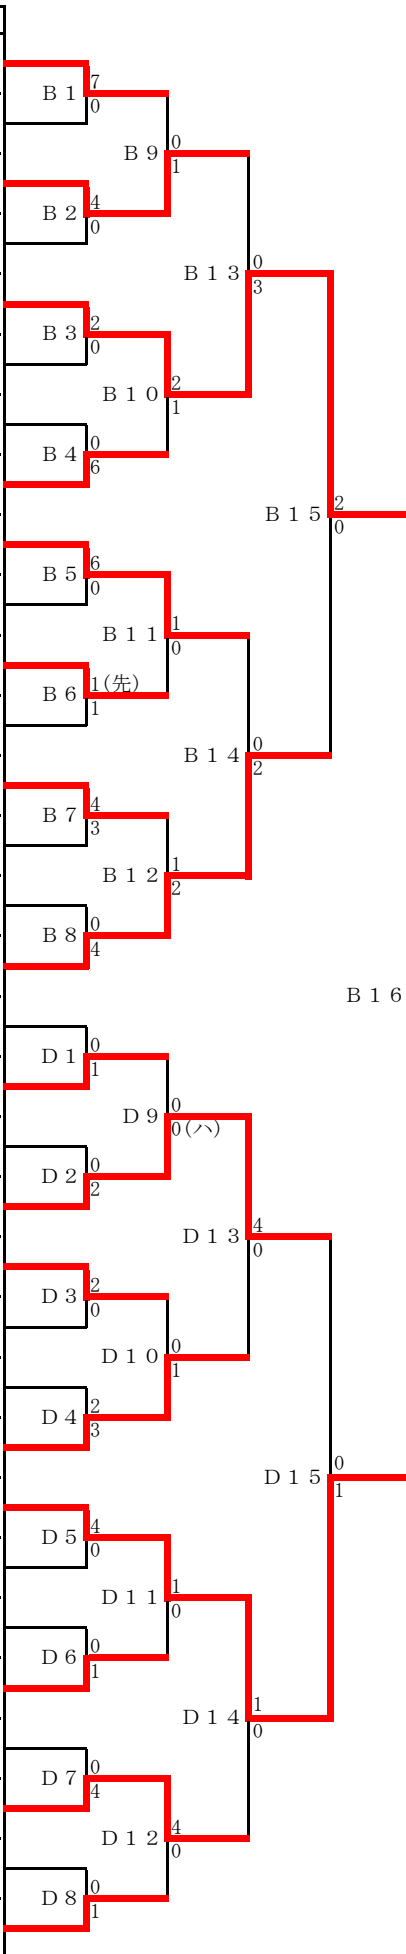 7
Ｂ１
0
0
Ｂ９
1
4
Ｂ２
0
0
Ｂ１３
3
2
Ｂ３
0
2
Ｂ１０
1
0
Ｂ４
6
2
Ｂ１５
0
6
Ｂ５
0
1
Ｂ１１
0
1(先)
Ｂ６
1
0
Ｂ１４
2
4
Ｂ７
3
1
Ｂ１２
2
0
Ｂ８
4
Ｂ１６
0
Ｄ１
1
0
Ｄ９
0(ハ)
0
Ｄ２
2
4
Ｄ１３
0
2
Ｄ３
0
0
Ｄ１０
1
2
Ｄ４
3
0
Ｄ１５
1
4
Ｄ５
0
1
Ｄ１１
0
0
Ｄ６
1
1
Ｄ１４
0
0
Ｄ７
4
4
Ｄ１２
0
0
Ｄ８
1